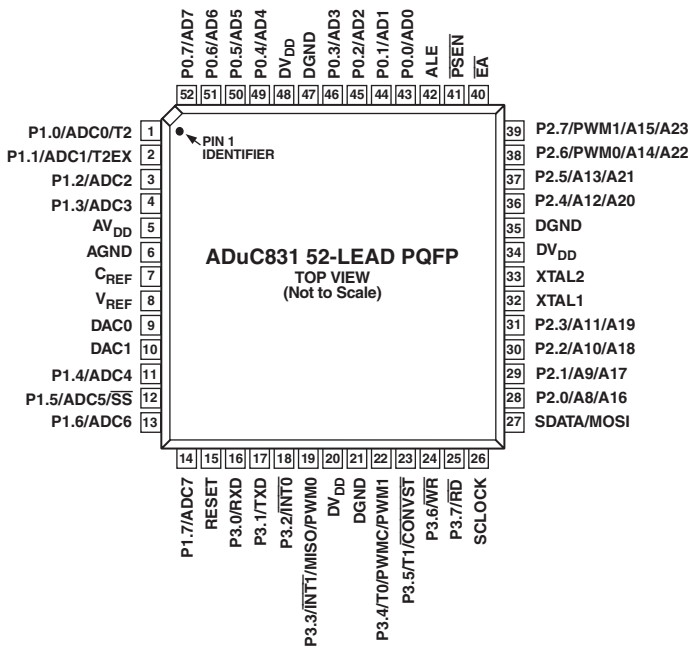 P0.7/AD7
P0.6/AD6
P0.5/AD5
P0.4/AD4
DVDD
DGND
P0.3/AD3
P0.2/AD2
P0.1/AD1
P0.0/AD0
ALE
P̅S̅E̅N̅
E̅A̅
52 51 50 49 48 47 46 45 44 43 42 41 40
P1.0/ADC0/T2 1
P1.1/ADC1/T2EX 2
P1.2/ADC2 3
P1.3/ADC3 4
AVDD 5
AGND 6
CREF 7
VREF 8
DAC0 9
DAC1 10
P1.4/ADC4 11
P1.5/ADC5/S̅S̅ 12
P1.6/ADC6 13
PIN 1
IDENTIFIER
ADuC831 52-LEAD PQFP
TOP VIEW
(Not to Scale)
39 P2.7/PWM1/A15/A23
38 P2.6/PWM0/A14/A22
37 P2.5/A13/A21
36 P2.4/A12/A20
35 DGND
34 DVDD
33 XTAL2
32 XTAL1
31 P2.3/A11/A19
30 P2.2/A10/A18
29 P2.1/A9/A17
28 P2.0/A8/A16
27 SDATA/MOSI
14 15 16 17 18 19 20 21 22 23 24 25 26
P1.7/ADC7
RESET
P3.0/RXD
P3.1/TXD
P3.2/I̅N̅T̅0̅
P3.3/I̅N̅T̅1̅/MISO/PWM0
DVDD
DGND
P3.4/T0/PWMC/PWM1
P3.5/T1/C̅O̅N̅V̅S̅T̅
P3.6/W̅R̅
P3.7/R̅D̅
SCLOCK